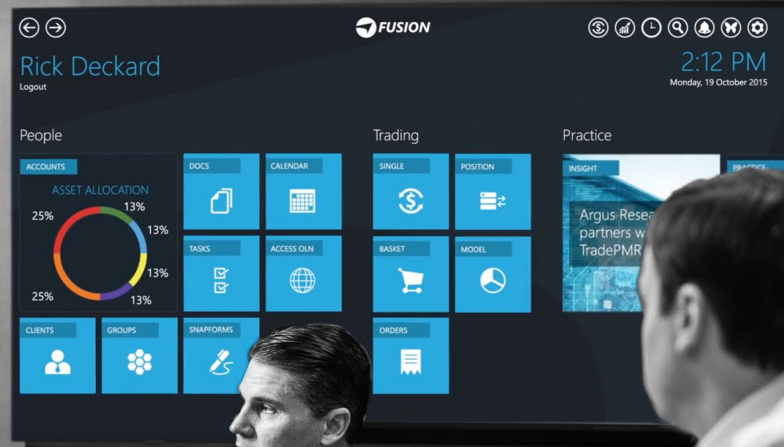 FUSION
Rick Deckard
Logout
2:12 PM
Monday, 19 October 2015
People
Trading
Practice
ACCOUNTS
ASSET ALLOCATION
25%
13%
13%
13%
13%
25%
DOCS
CALENDAR
TASKS
ACCESS OLN
CLIENTS
GROUPS
SNAPFORMS
SINGLE
POSITION
BASKET
MODEL
ORDERS
INSIGHT
Argus Resea
partners w
TradePMR
PRACTICE